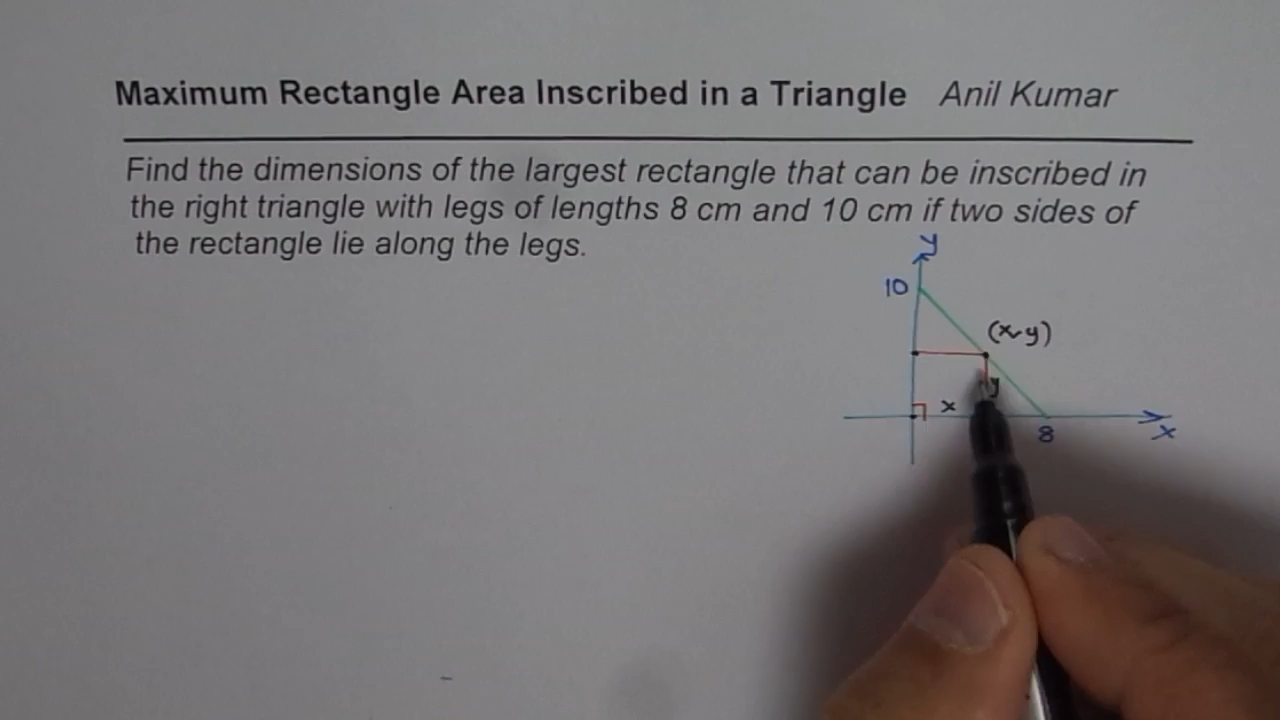 Maximum Rectangle Area Inscribed in a Triangle Anil Kumar
Find the dimensions of the largest rectangle that can be inscribed in
the right triangle with legs of lengths 8 cm and 10 cm if two sides of
the rectangle lie along the legs.
y
10
(x,y)
y
x
8
x